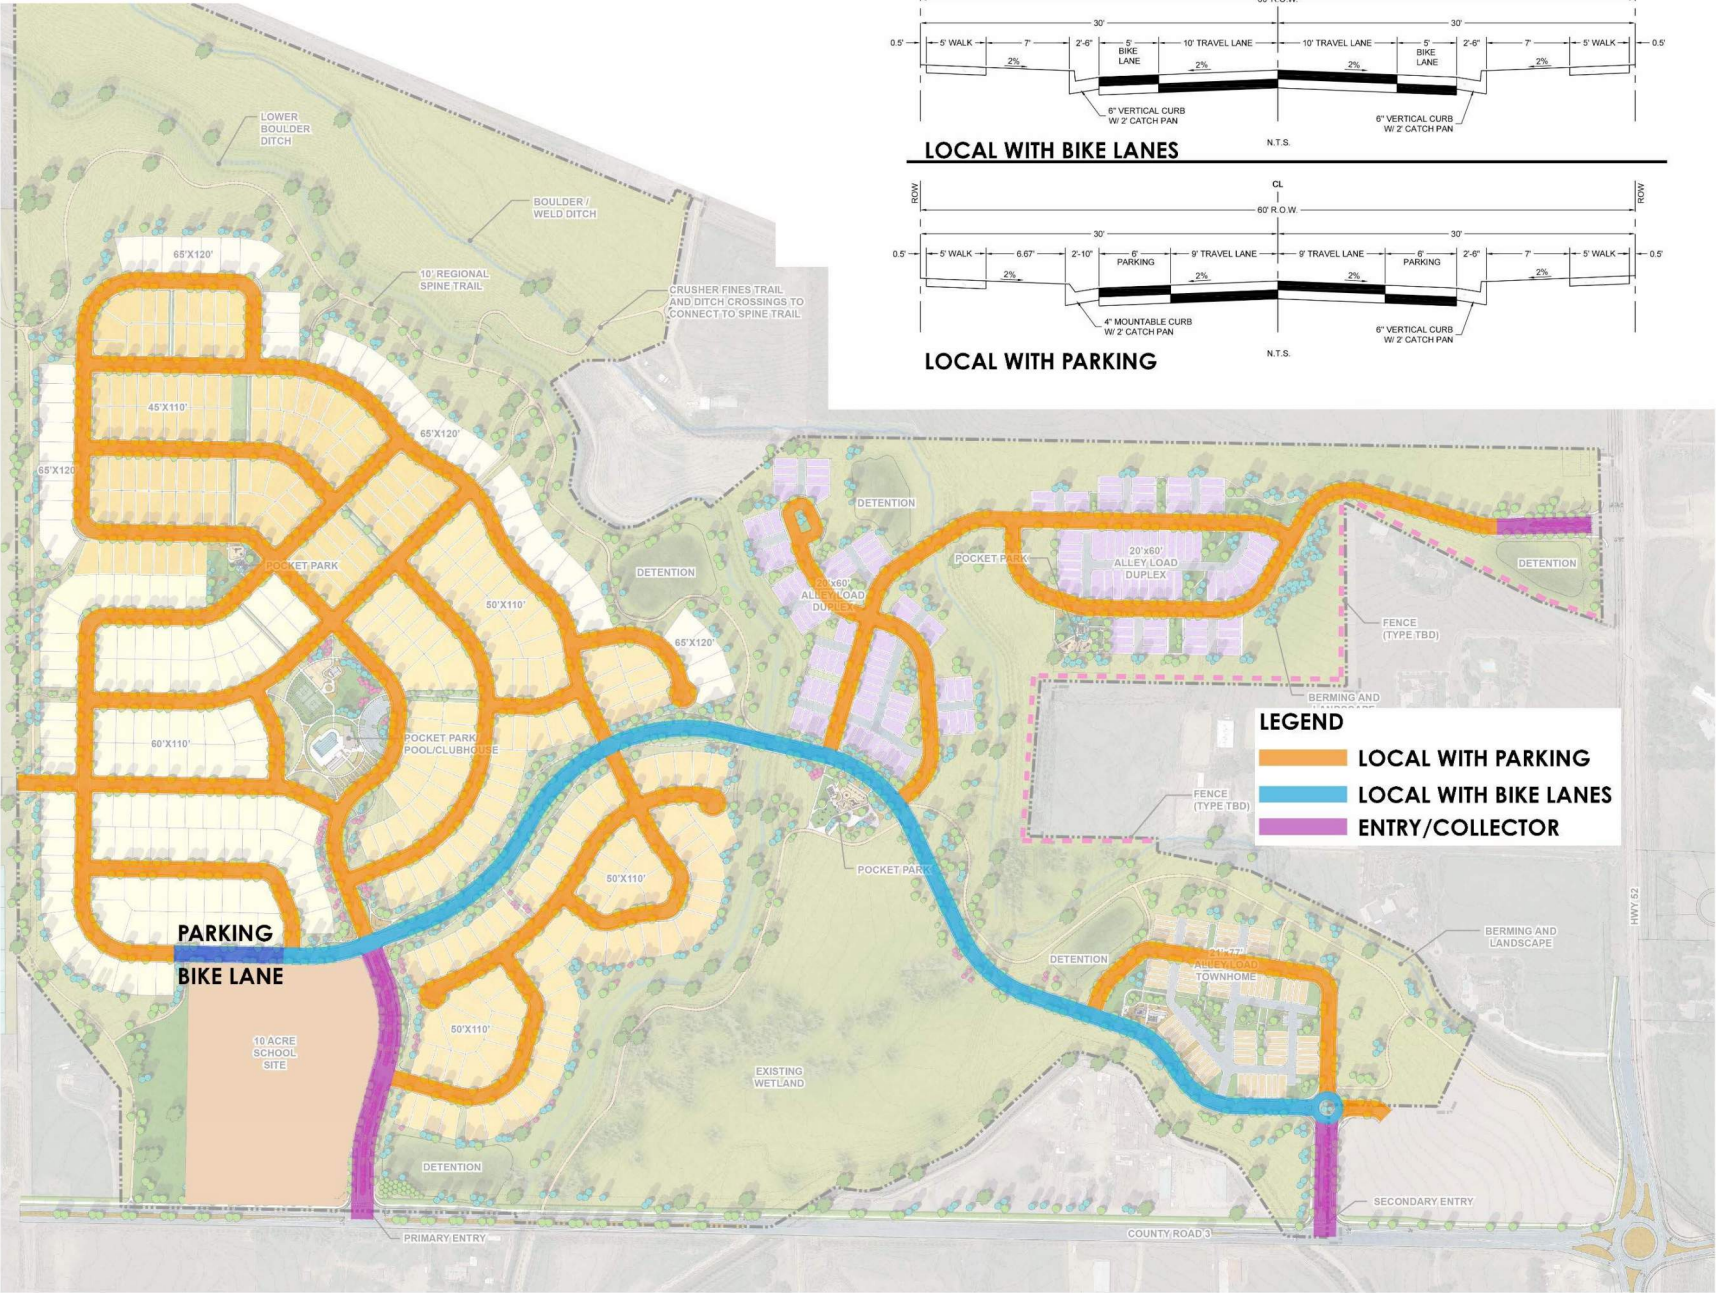 30'
30'
0.5'
5' WALK
7'
2'-6"
5'
BIKE
LANE
10' TRAVEL LANE
10' TRAVEL LANE
5'
BIKE
LANE
2'-6"
7'
5' WALK
0.5'
2%
2%
2%
2%
6" VERTICAL CURB
W/ 2' CATCH PAN
6" VERTICAL CURB
W/ 2' CATCH PAN
LOCAL WITH BIKE LANES
N.T.S.
ROW
CL
ROW
60' R.O.W.
30'
30'
0.5'
5' WALK
6.67'
2'-10"
6'
PARKING
9' TRAVEL LANE
9' TRAVEL LANE
6'
PARKING
2'-6"
7'
5' WALK
0.5'
2%
2%
2%
2%
4" MOUNTABLE CURB
W/ 2' CATCH PAN
6" VERTICAL CURB
W/ 2' CATCH PAN
LOCAL WITH PARKING
N.T.S.
LOWER
BOULDER
DITCH
BOULDER /
WELD DITCH
65'X120'
10' REGIONAL
SPINE TRAIL
CRUSHER FINES TRAIL
AND DITCH CROSSINGS TO
CONNECT TO SPINE TRAIL
45'X110'
65'X120'
65'X120'
DETENTION
POCKET PARK
DETENTION
50'X110'
65'X120'
20'x60'
ALLEY LOAD
DUPLEX
POCKET PARK
20'x60'
ALLEY LOAD
DUPLEX
DETENTION
FENCE
(TYPE TBD)
BERMING AND
LANDSCAPE
60'X110'
POCKET PARK
POOL/CLUBHOUSE
LEGEND
LOCAL WITH PARKING
LOCAL WITH BIKE LANES
ENTRY/COLLECTOR
FENCE
(TYPE TBD)
POCKET PARK
50'X110'
HWY 52
PARKING
BIKE LANE
BERMING AND
LANDSCAPE
DETENTION
ALLEY LOAD
TOWNHOME
50'X110'
10 ACRE
SCHOOL
SITE
EXISTING
WETLAND
DETENTION
PRIMARY ENTRY
COUNTY ROAD 3
SECONDARY ENTRY